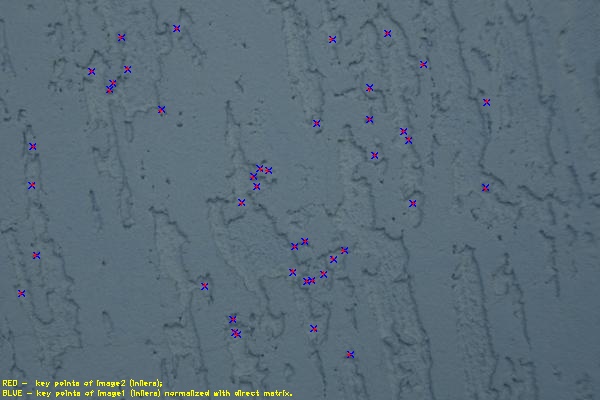 RED - key points of image2 (inliers);
BLUE - key points of image1 (inliers) normalized with direct matrix.